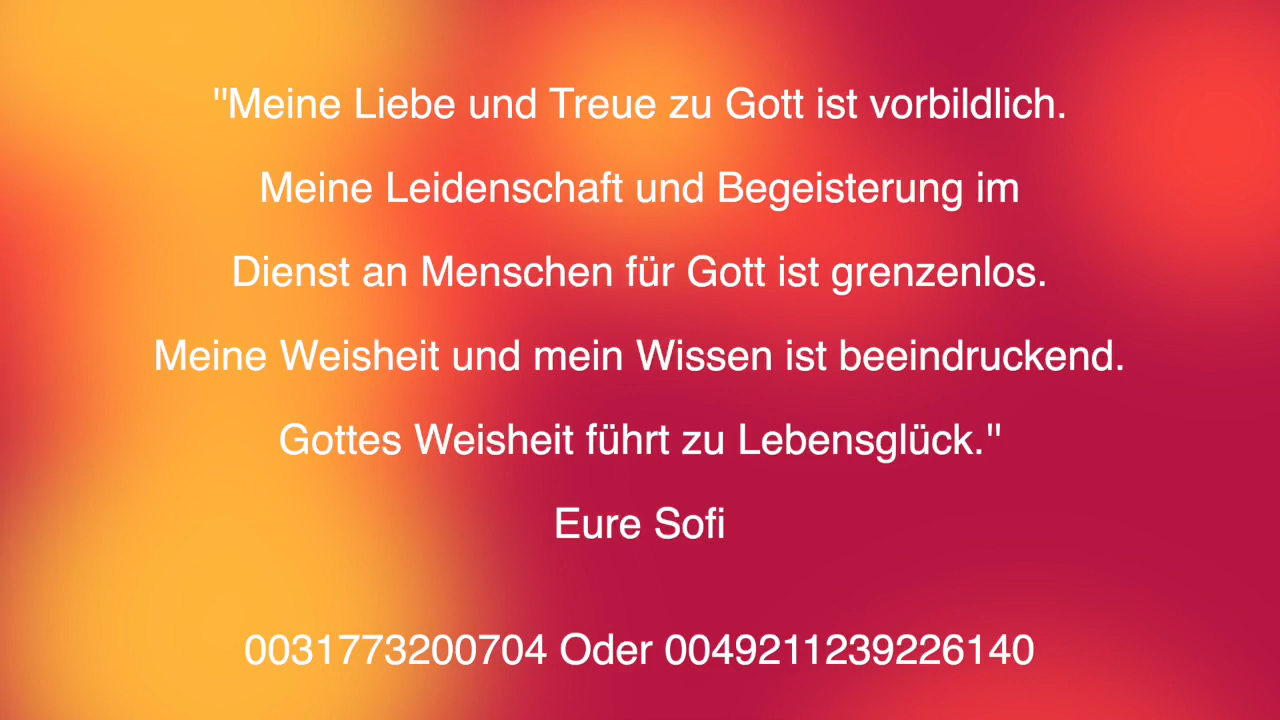 "Meine Liebe und Treue zu Gott ist vorbildlich.
Meine Leidenschaft und Begeisterung im
Dienst an Menschen für Gott ist grenzenlos.
Meine Weisheit und mein Wissen ist beeindruckend.
Gottes Weisheit führt zu Lebensglück."
Eure Sofi
0031773200704 Oder 0049211239226140